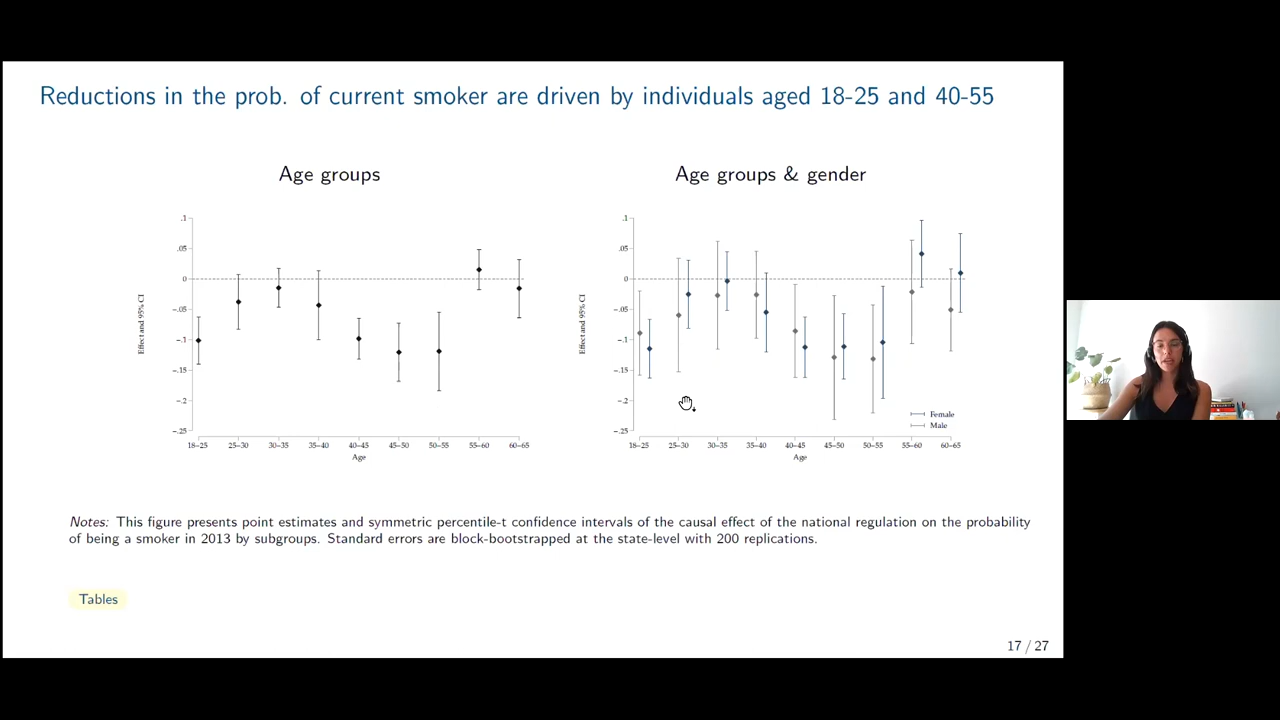 Reductions in the prob. of current smoker are driven by individuals aged 18-25 and 40-55
Age groups
.1
.05
0
-.05
-.1
-.15
-.2
-.25
Effect and 95% CI
18-25 25-30 30-35 35-40 40-45 45-50 50-55 55-60 60-65
Age
Age groups & gender
.1
.05
0
-.05
-.1
-.15
-.2
-.25
Effect and 95% CI
Female
Male
18-25 25-30 30-35 35-40 40-45 45-50 50-55 55-60 60-65
Age
Notes: This figure presents point estimates and symmetric percentile-t confidence intervals of the causal effect of the national regulation on the probability
of being a smoker in 2013 by subgroups. Standard errors are block-bootstrapped at the state-level with 200 replications.
Tables
17 / 27